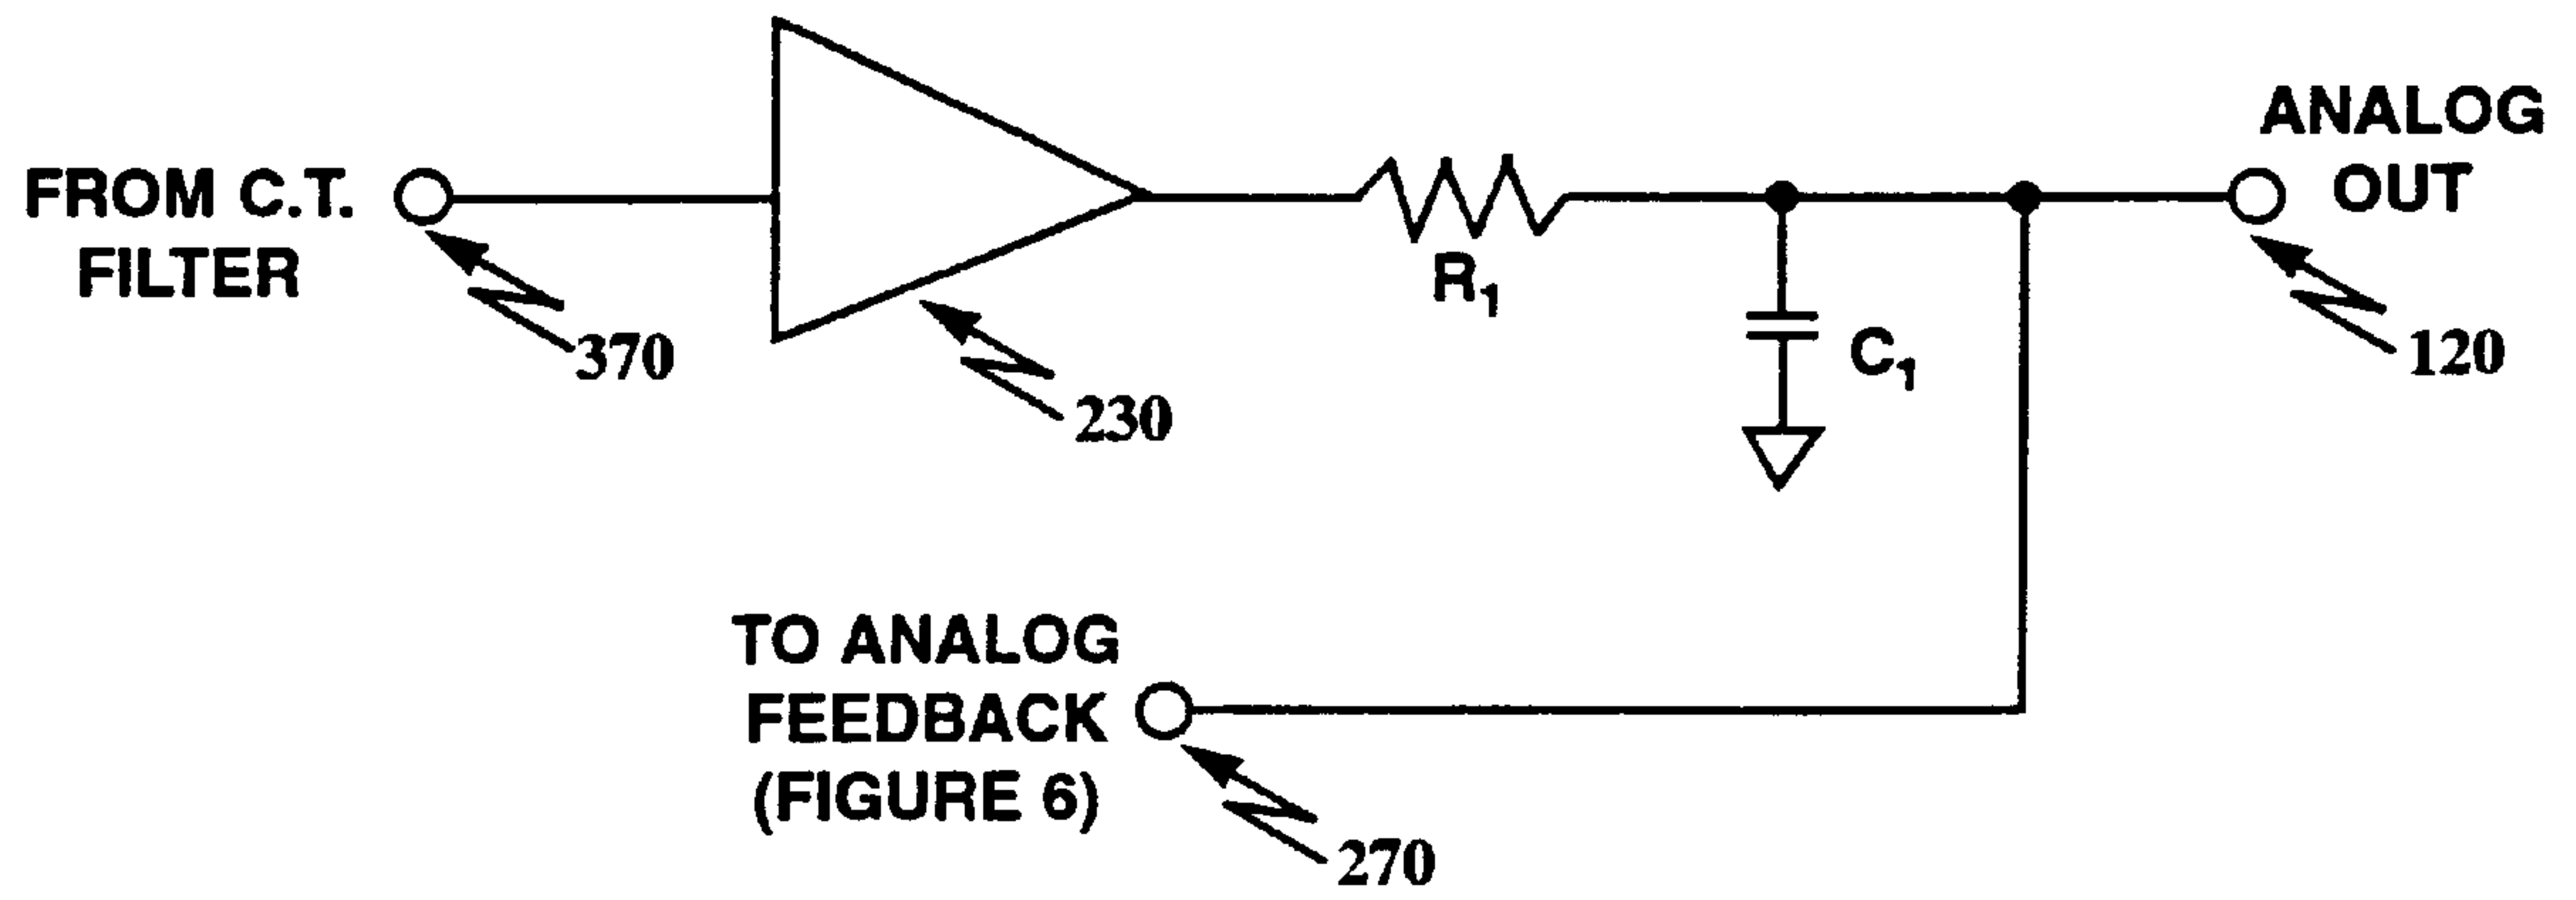 FROM C.T.
FILTER
370
230
R1
C1
ANALOG
OUT
120
TO ANALOG
FEEDBACK
(FIGURE 6)
270